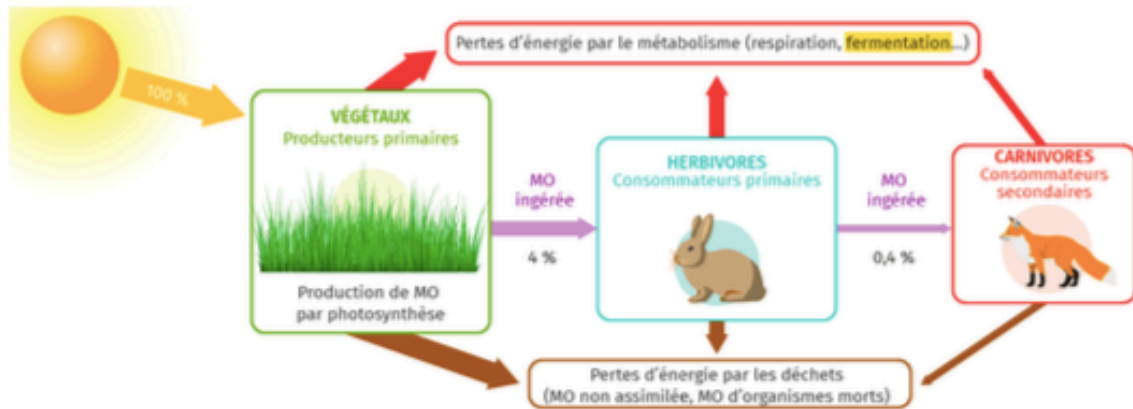 Pertes d'énergie par le métabolisme (respiration, fermentation...)
100 %
VÉGÉTAUX
Producteurs primaires
Production de MO
par photosynthèse
MO
ingérée
4 %
HERBIVORES
Consommateurs primaires
MO
ingérée
0,4 %
CARNIVORES
Consommateurs
secondaires
Pertes d'énergie par les déchets
(MO non assimilée, MO d'organismes morts)